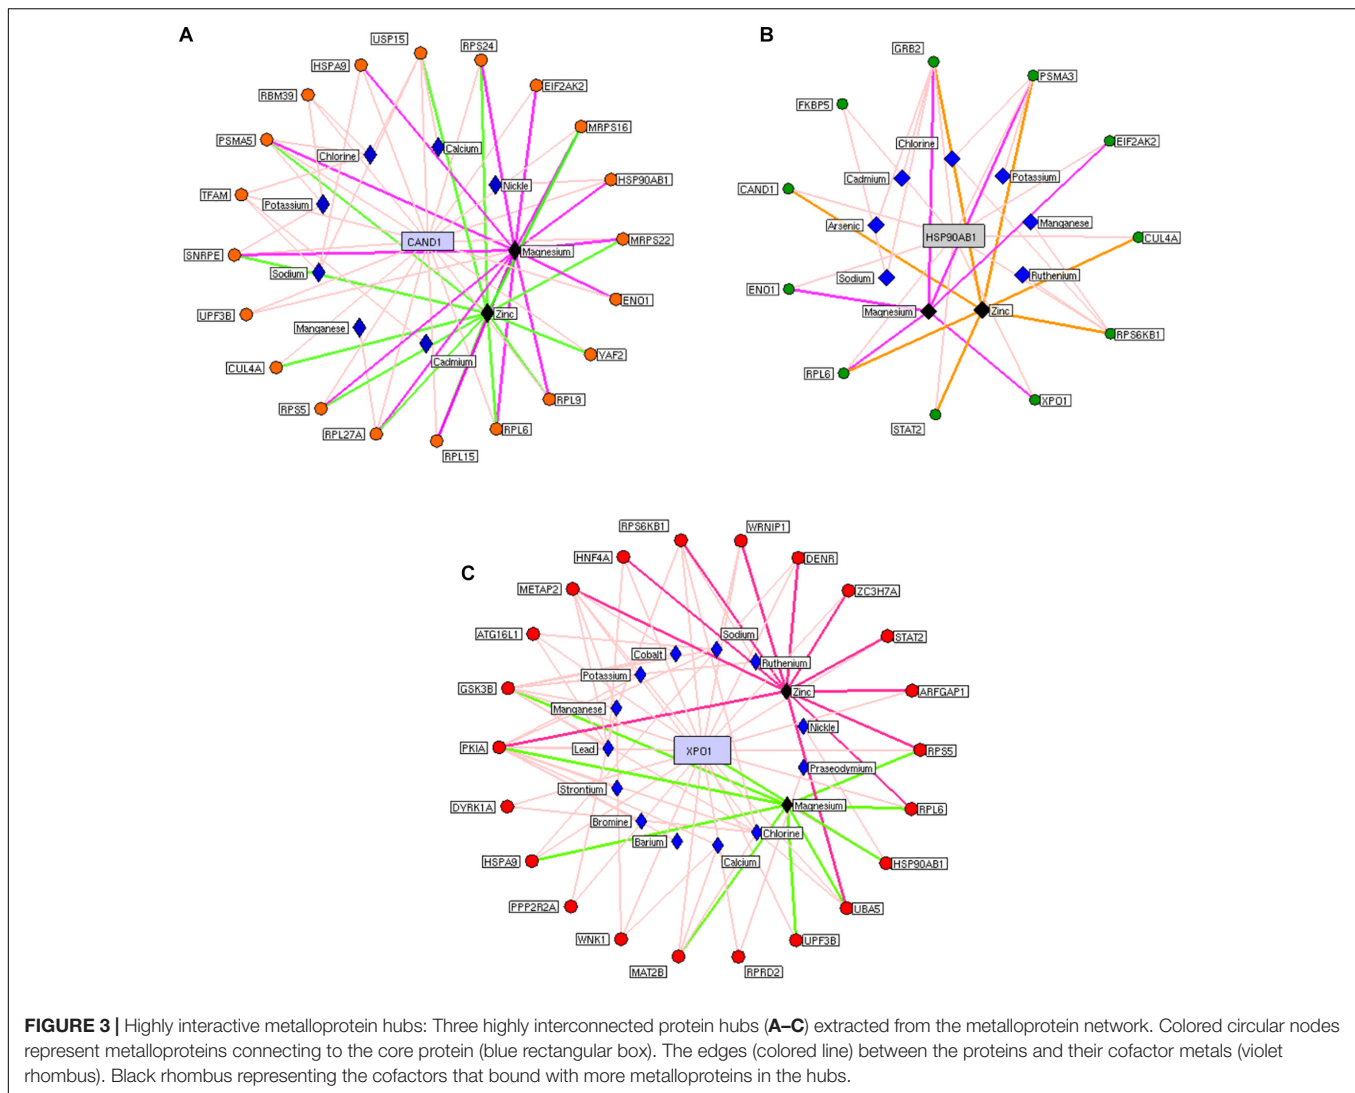 A
USP15
RPS24
HSPA9
EIF2AK2
RBM39
MRPS16
PSMA5
Chlorine
Calcium
Nickle
HSP90AB1
TFAM
Potassium
CAND1
MRPS22
SNRPE
Magnesium
Sodium
ENO1
UPF3B
Zinc
Manganese
Cadmium
YAF2
CUL4A
RPL9
RPS5
RPL27A
RPL6
RPL15
B
GRB2
PSMA3
FKBP5
Chlorine
EIF2AK2
Cadmium
Potassium
CAND1
Arsenic
Manganese
HSP90AB1
CUL4A
Sodium
Ruthenium
ENO1
Magnesium
Zinc
RPS6KB1
RPL6
XPO1
STAT2
C
RPS6KB1
WRNIP1
HNF4A
DENR
METAP2
ZC3H7A
ATG16L1
Sodium
STAT2
Cobalt
Ruthenium
Potassium
GSK3B
Zinc
ARFGAP1
Manganese
Nickle
PKIA
Lead
XPO1
RPS5
Praseodymium
Strontium
DYRK1A
Magnesium
RPL6
Bromine
Chlorine
Barium
Calcium
HSPA9
HSP90AB1
PPP2R2A
UBA5
WNK1
UPF3B
MAT2B
RPRD2
FIGURE 3 | Highly interactive metalloprotein hubs: Three highly interconnected protein hubs (A–C) extracted from the metalloprotein network. Colored circular nodes
represent metalloproteins connecting to the core protein (blue rectangular box). The edges (colored line) between the proteins and their cofactor metals (violet
rhombus). Black rhombus representing the cofactors that bound with more metalloproteins in the hubs.